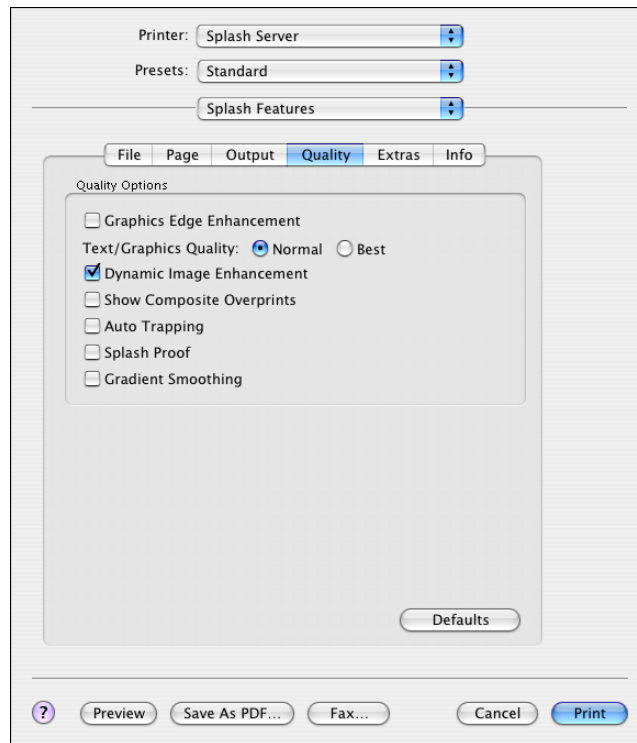 Printer: Splash Server
Presets: Standard
Splash Features
File Page Output Quality Extras Info
Quality Options
Graphics Edge Enhancement
Text/Graphics Quality: Normal Best
Dynamic Image Enhancement
Show Composite Overprints
Auto Trapping
Splash Proof
Gradient Smoothing
Defaults
? Preview Save As PDF... Fax... Cancel Print